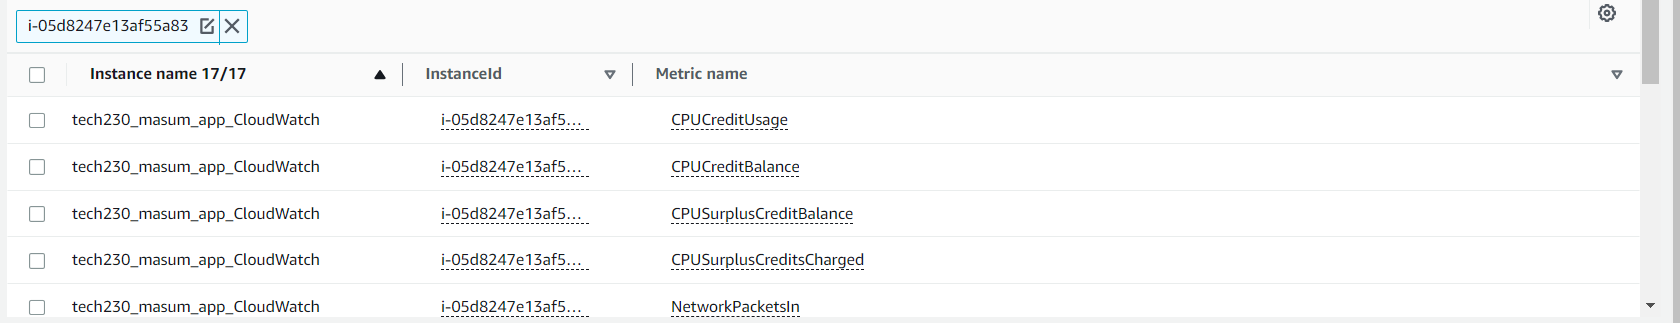 i-05d8247e13af55a83
Instance name 17/17 InstanceId Metric name
tech230_masum_app_CloudWatch i-05d8247e13af5... CPUCreditUsage
tech230_masum_app_CloudWatch i-05d8247e13af5... CPUCreditBalance
tech230_masum_app_CloudWatch i-05d8247e13af5... CPUSurplusCreditBalance
tech230_masum_app_CloudWatch i-05d8247e13af5... CPUSurplusCreditsCharged
tech230_masum_app_CloudWatch i-05d8247e13af5... NetworkPacketsIn